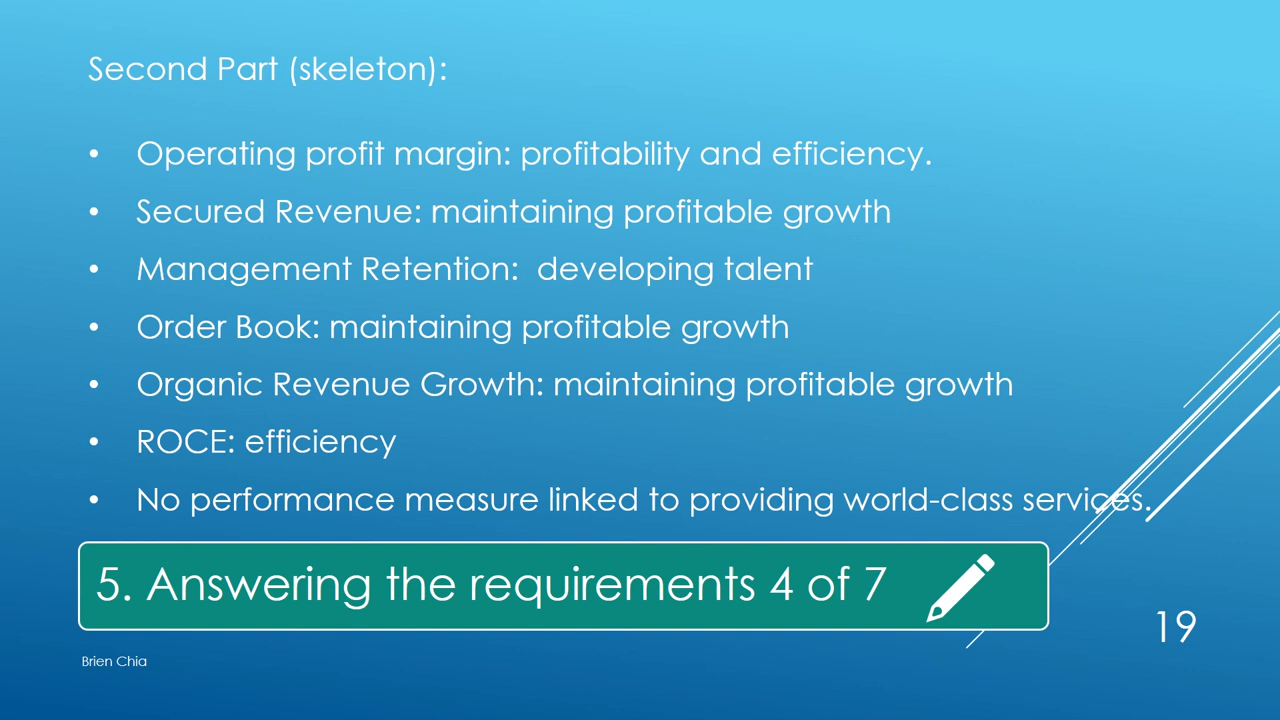 Second Part (skeleton):
• Operating profit margin: profitability and efficiency.
• Secured Revenue: maintaining profitable growth
• Management Retention:  developing talent
• Order Book: maintaining profitable growth
• Organic Revenue Growth: maintaining profitable growth
• ROCE: efficiency
• No performance measure linked to providing world-class services.
5. Answering the requirements 4 of 7
19
Brien Chia